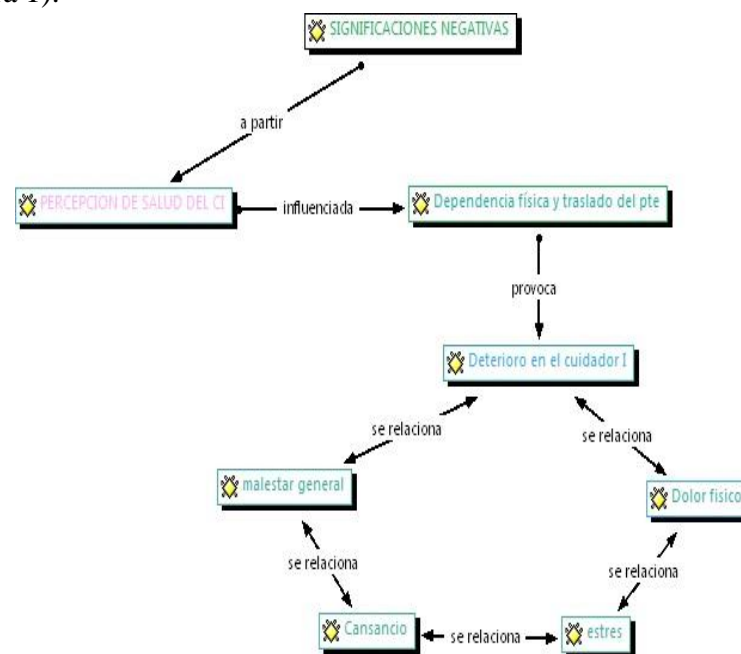 a 1).
SIGNIFICACIONES NEGATIVAS
a partir
PERCEPCION DE SALUD DEL CI
influenciada
Dependencia física y traslado del pte
provoca
Deterioro en el cuidador I
se relaciona
se relaciona
malestar general
Dolor fisico
se relaciona
se relaciona
Cansancio
se relaciona
estres